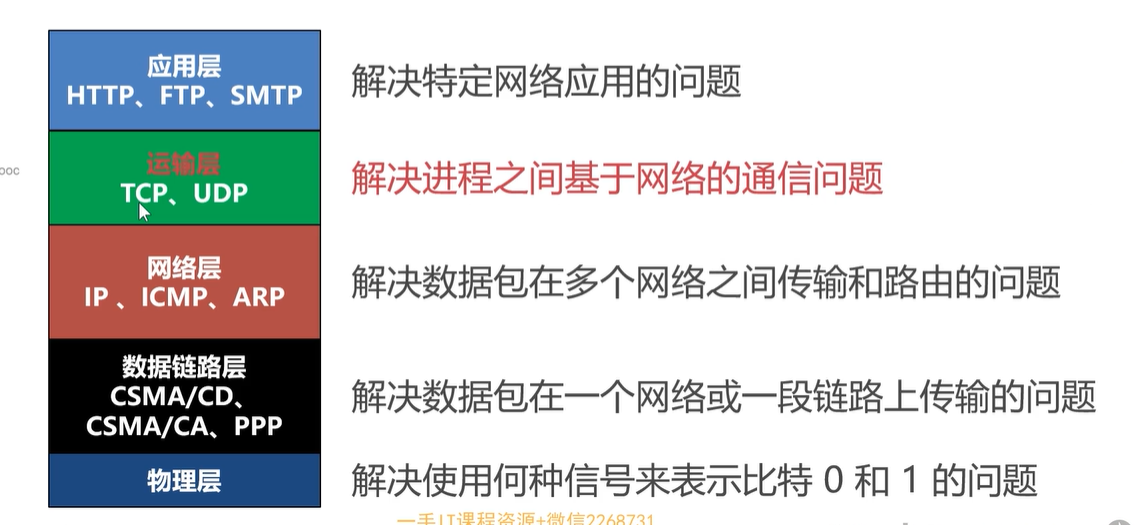 应用层
HTTP、FTP、SMTP
解决特定网络应用的问题
运输层
TCP、UDP
解决进程之间基于网络的通信问题
ooc
网络层
IP 、ICMP、ARP
解决数据包在多个网络之间传输和路由的问题
数据链路层
CSMA/CD、
CSMA/CA、PPP
解决数据包在一个网络或一段链路上传输的问题
物理层
解决使用何种信号来表示比特 0 和 1 的问题
一手IT课程资源+微信2268731